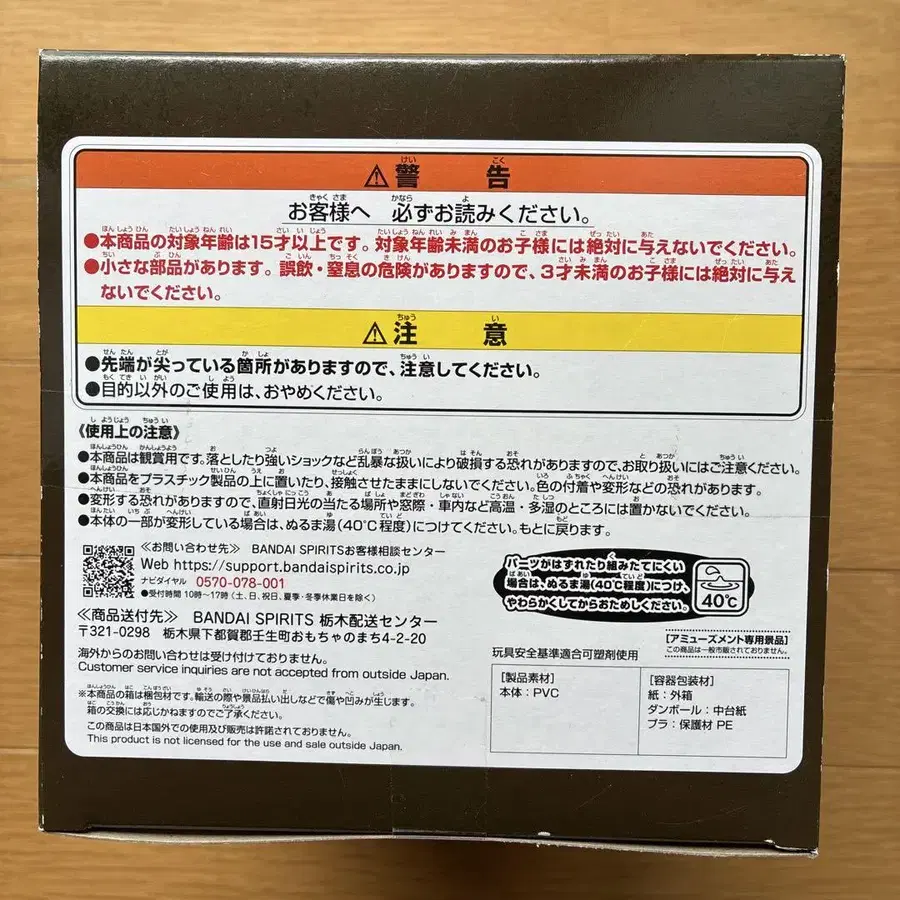 ⚠警告
お客様へ 必ずお読みください。
●本商品の対象年齢は15才以上です。対象年齢未満のお子様には絶対に与えないでください。
●小さな部品があります。誤飲・窒息の危険がありますので、3才未満のお子様には絶対に与え
ないでください。
⚠注意
●先端が尖っている箇所がありますので、注意してください。
●目的以外のご使用は、おやめください。
《使用上の注意》
●本商品は観賞用です。落としたり強いショックなど乱暴な扱いにより破損する恐れがありますので、お取り扱いにはご注意ください。
●本商品をプラスチック製品の上に置いたり、接触させたままにしないでください。色の付着や変形などの恐れがあります。
●変形する恐れがありますので、直射日光の当たる場所や窓際・車内など高温・多湿のところには置かないでください。
●本体の一部が変形している場合は、ぬるま湯(40℃程度)につけてください。もとに戻ります。
≪お問い合わせ先≫ BANDAI SPIRITSお客様相談センター
Web https://support.bandaispirits.co.jp
ナビダイヤル 0570-078-001
●受付時間 10時〜17時(土、日、祝日、夏季・冬季休業日を除く)
パーツがはずれたり組みたてにくい
場合は、ぬるま湯(40℃程度)につけ、
やわらかくしてからおためしください。
40℃
≪商品送付先≫ BANDAI SPIRITS 栃木配送センター
〒321-0298 栃木県下都賀郡壬生町おもちゃのまち4-2-20
海外からのお問い合わせは受け付けておりません。
Customer service inquiries are not accepted from outside Japan.
※本商品の箱は梱包材です。輸送の際や景品払い出しなどで傷や凹みが生じます。
箱の交換には応じかねますのでご了承ください。
この商品は日本国外での使用及び販売は許諾されておりません。
This product is not licensed for the use and sale outside Japan.
[アミューズメント専用景品]
この商品は一般市販されておりません。
玩具安全基準適合可塑剤使用
[製品素材]
本体:PVC
[容器包装材]
紙:外箱
ダンボール:中台紙
プラ:保護材 PE